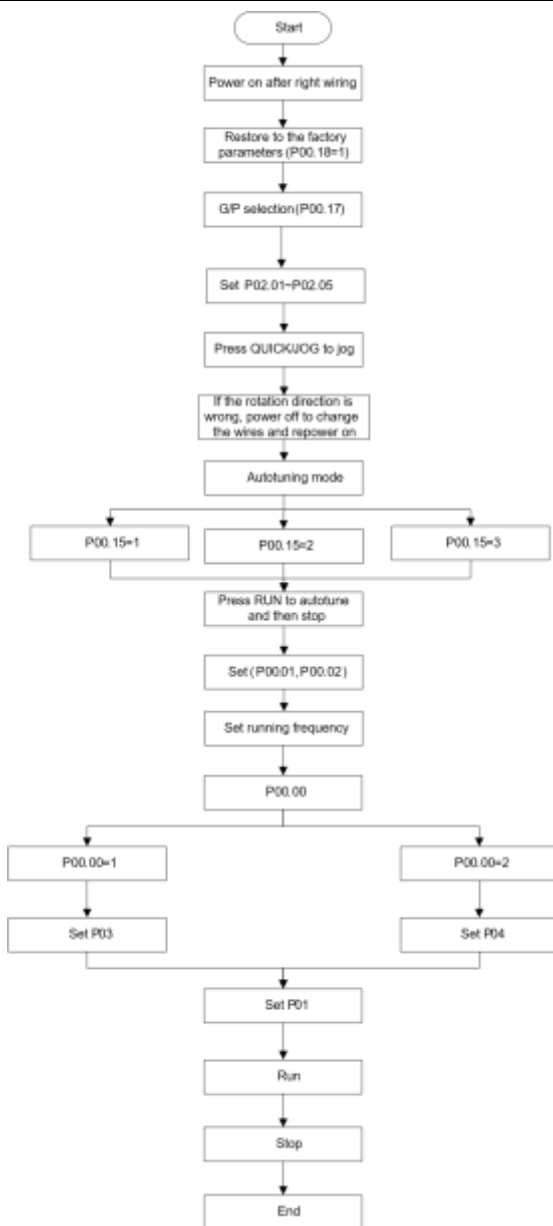 Start
Power on after right wiring
Restore to the factory
parameters (P00.18=1)
G/P selection(P00.17)
Set P02.01~P02.05
Press QUICK/JOG to jog
If the rotation direction is
wrong, power off to change
the wires and repower on
Autotuning mode
P00.15=1
P00.15=2
P00.15=3
Press RUN to autotune
and then stop
Set (P00.01, P00.02)
Set running frequency
P00.00
P00.00=1
P00.00=2
Set P03
Set P04
Set P01
Run
Stop
End